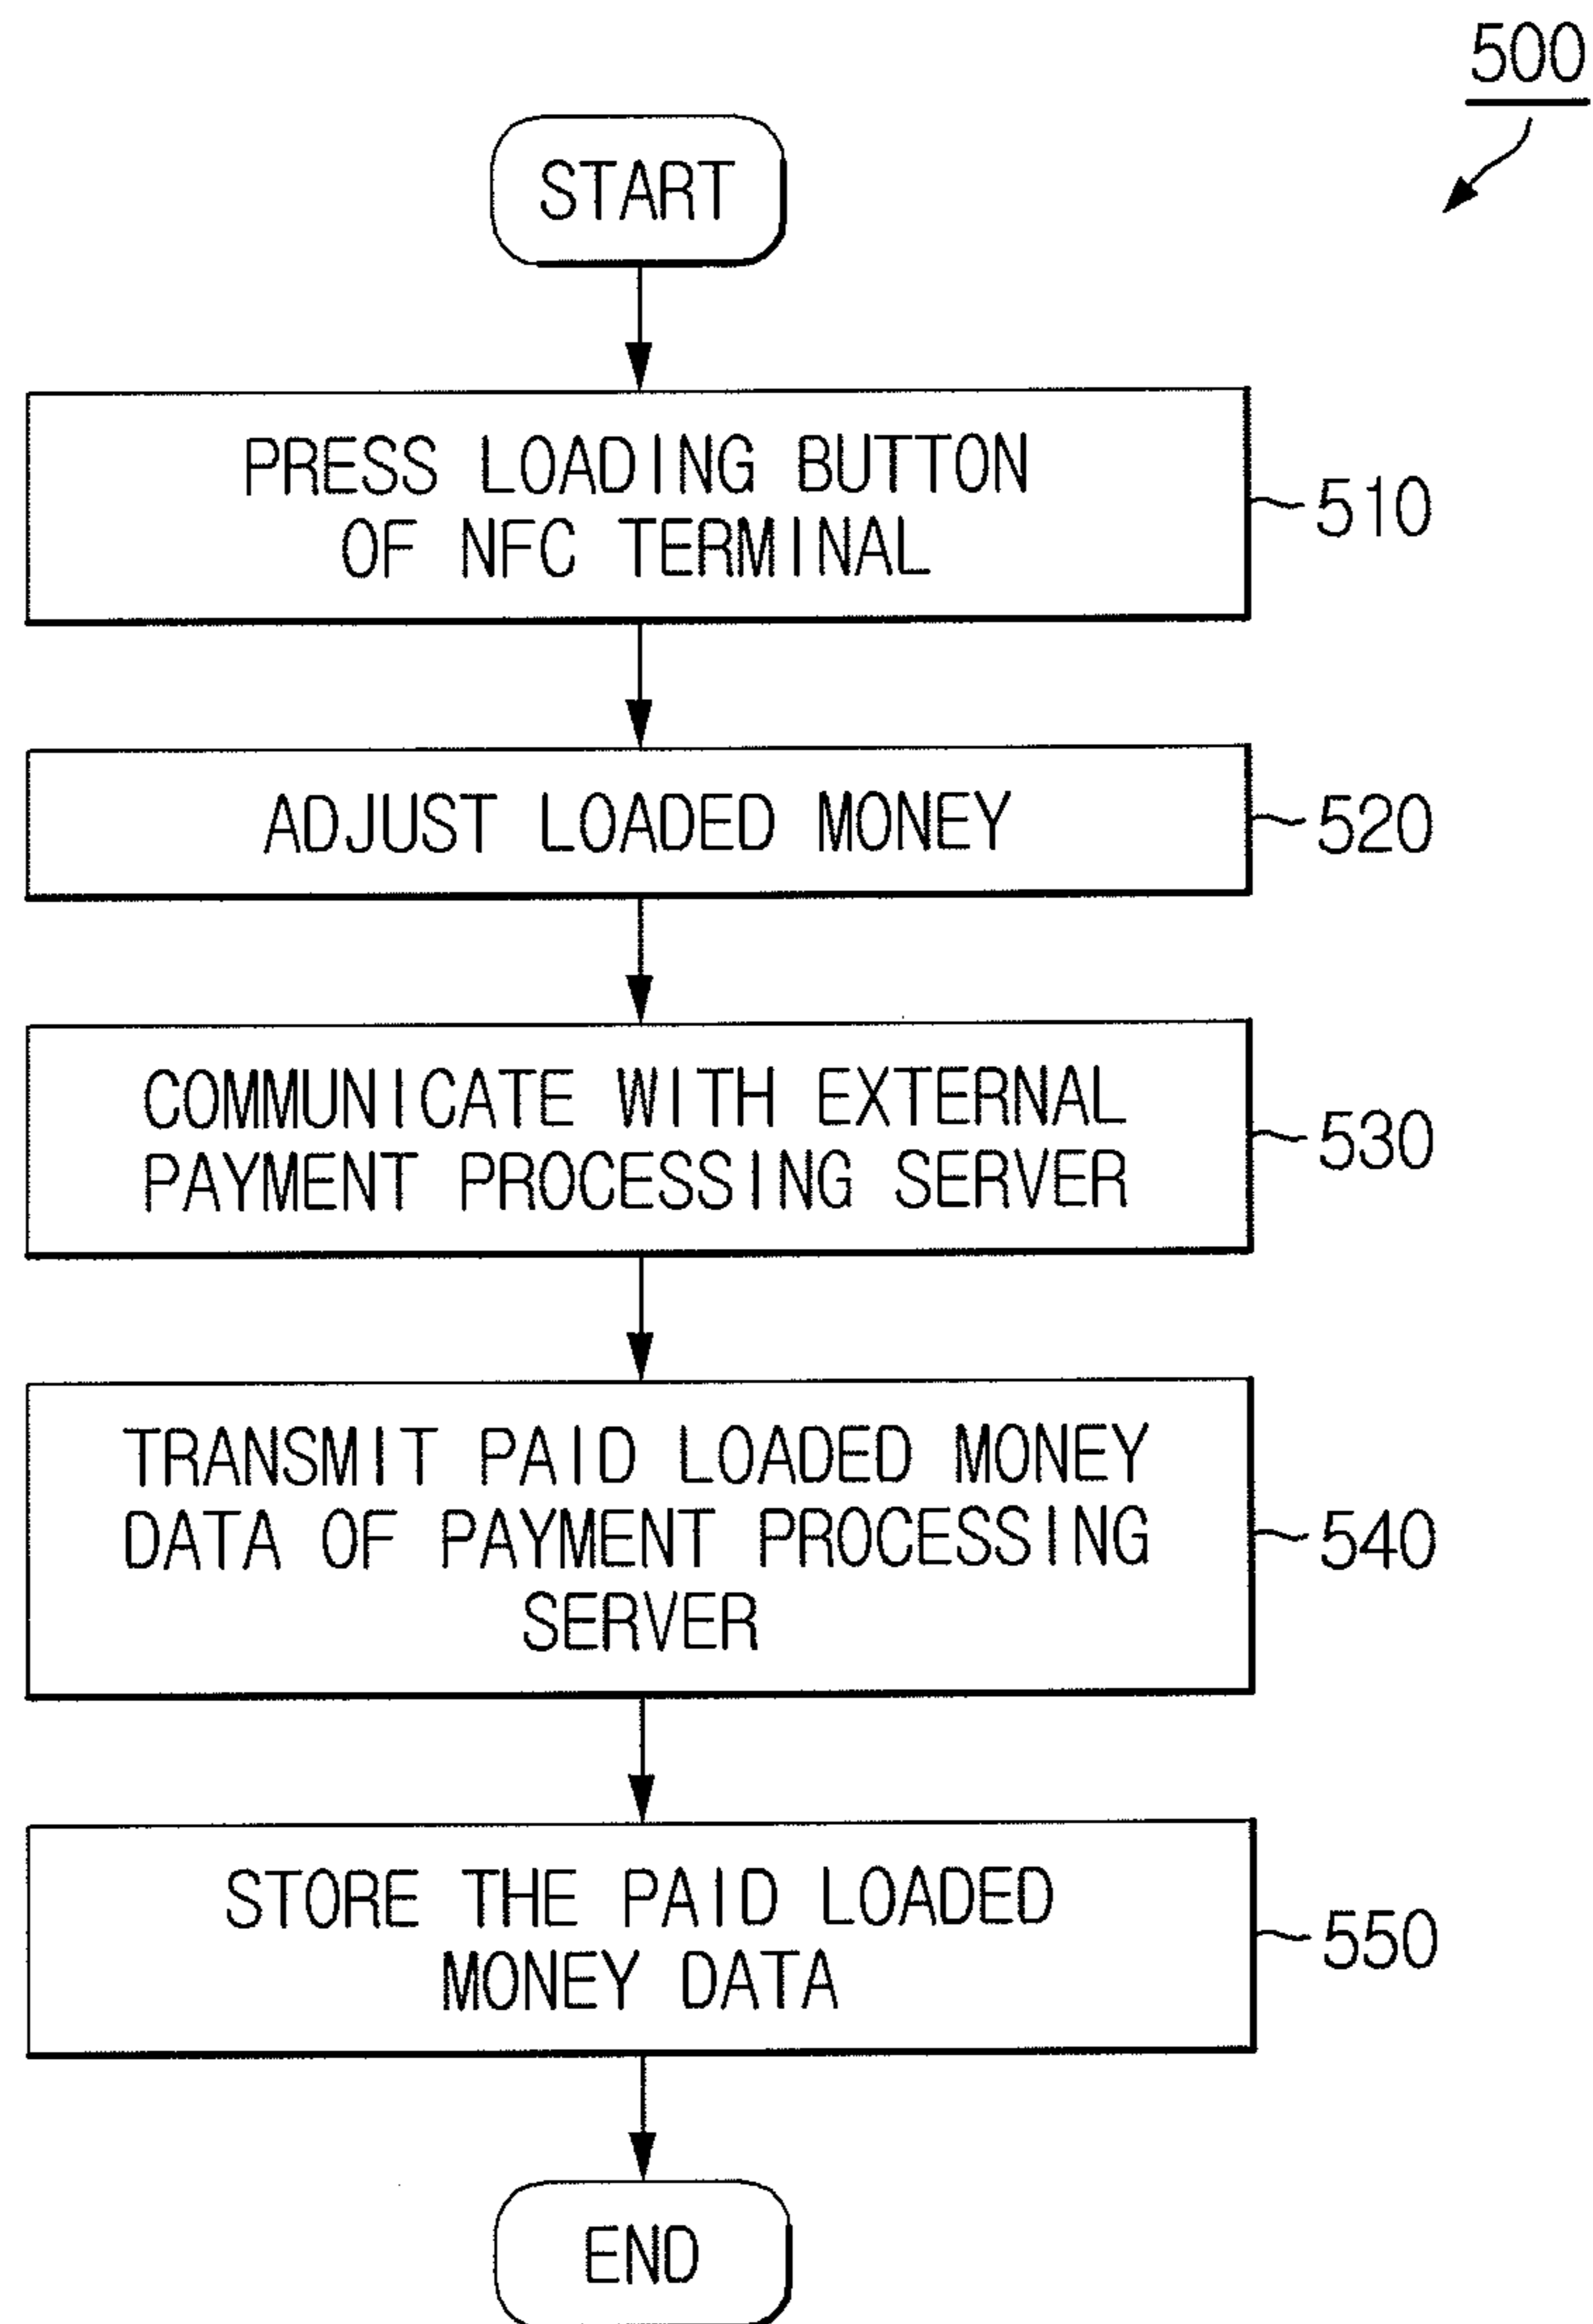 500
START
PRESS LOADING BUTTON
OF NFC TERMINAL
510
ADJUST LOADED MONEY
520
COMMUNICATE WITH EXTERNAL
PAYMENT PROCESSING SERVER
530
TRANSMIT PAID LOADED MONEY
DATA OF PAYMENT PROCESSING
SERVER
540
STORE THE PAID LOADED
MONEY DATA
550
END